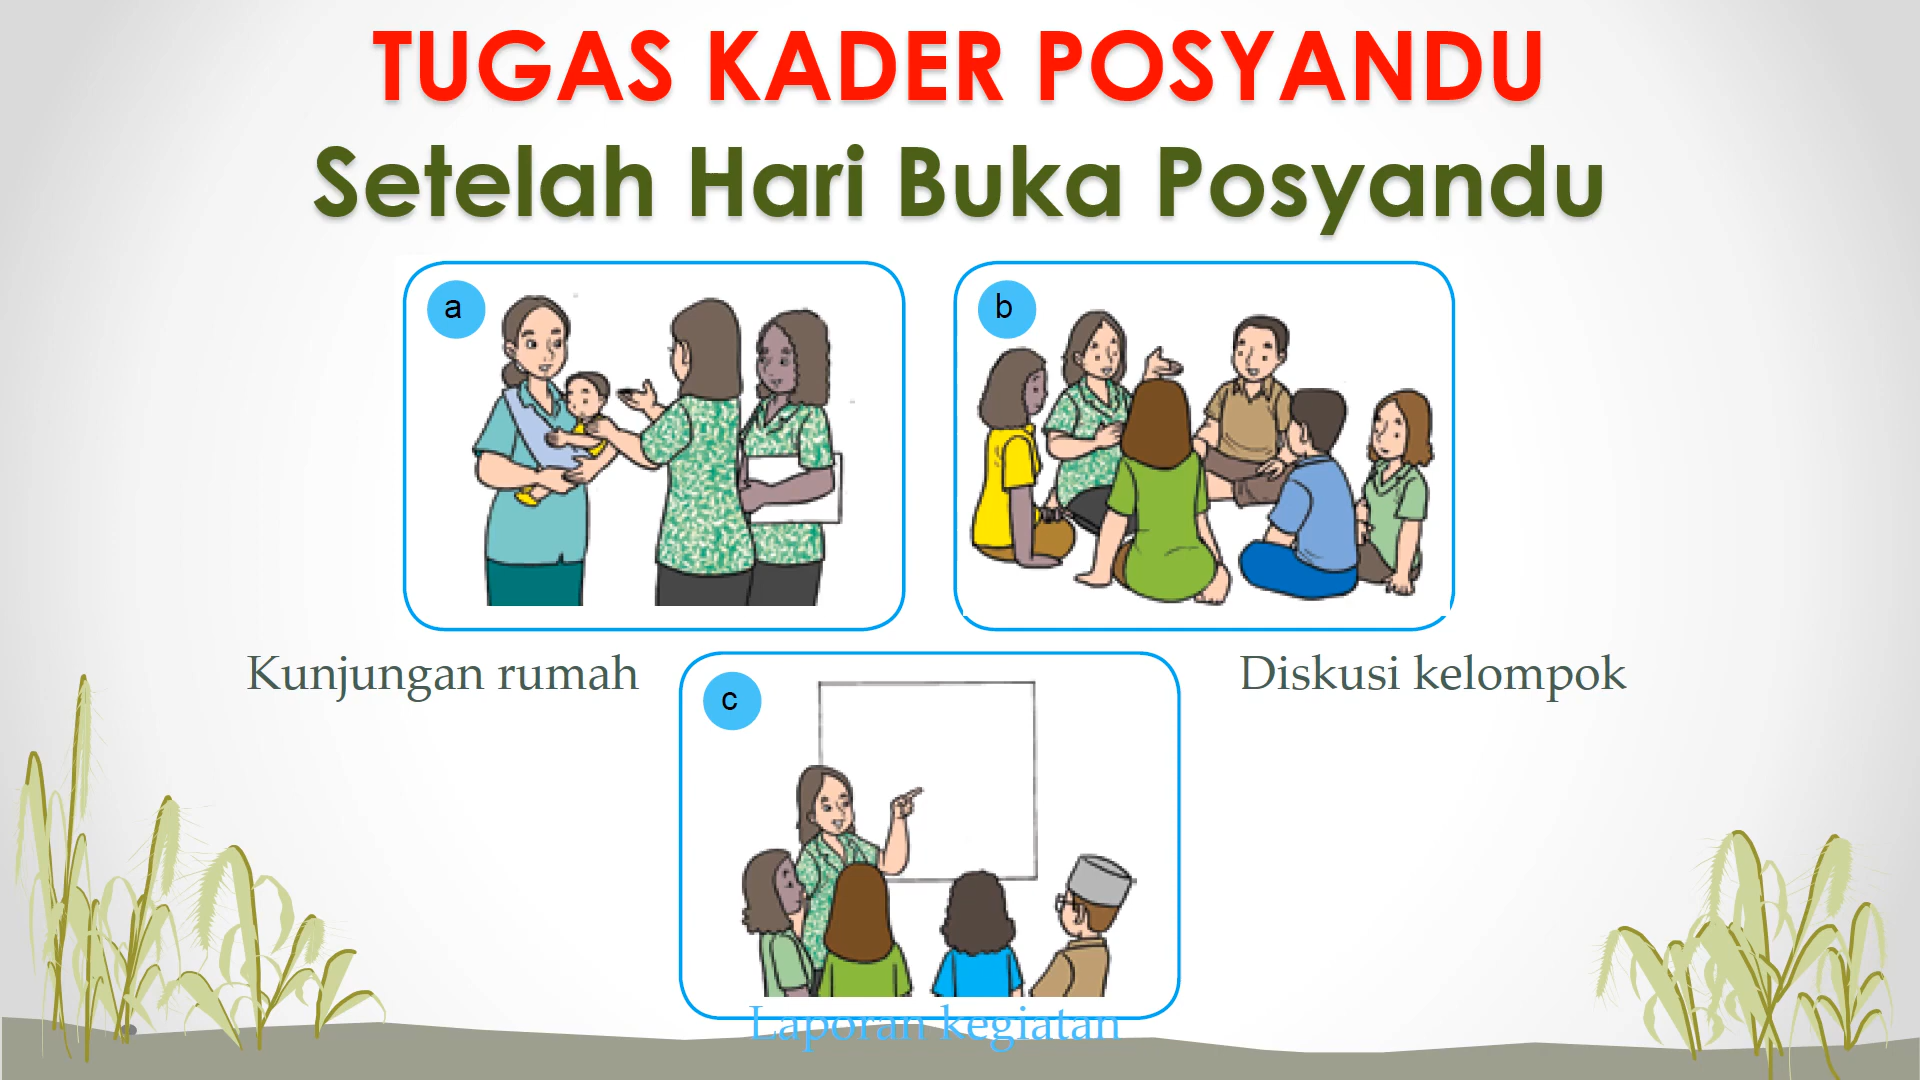 TUGAS KADER POSYANDU
Setelah Hari Buka Posyandu
a
b
Kunjungan rumah
Diskusi kelompok
c
Laporan kegiatan